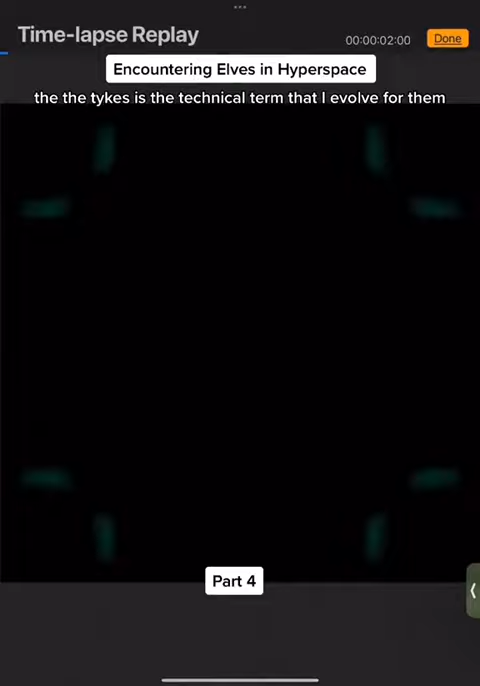 Time-lapse Replay
00:00:02:00
Done
Encountering Elves in Hyperspace
the the tykes is the technical term that I evolve for them
Part 4